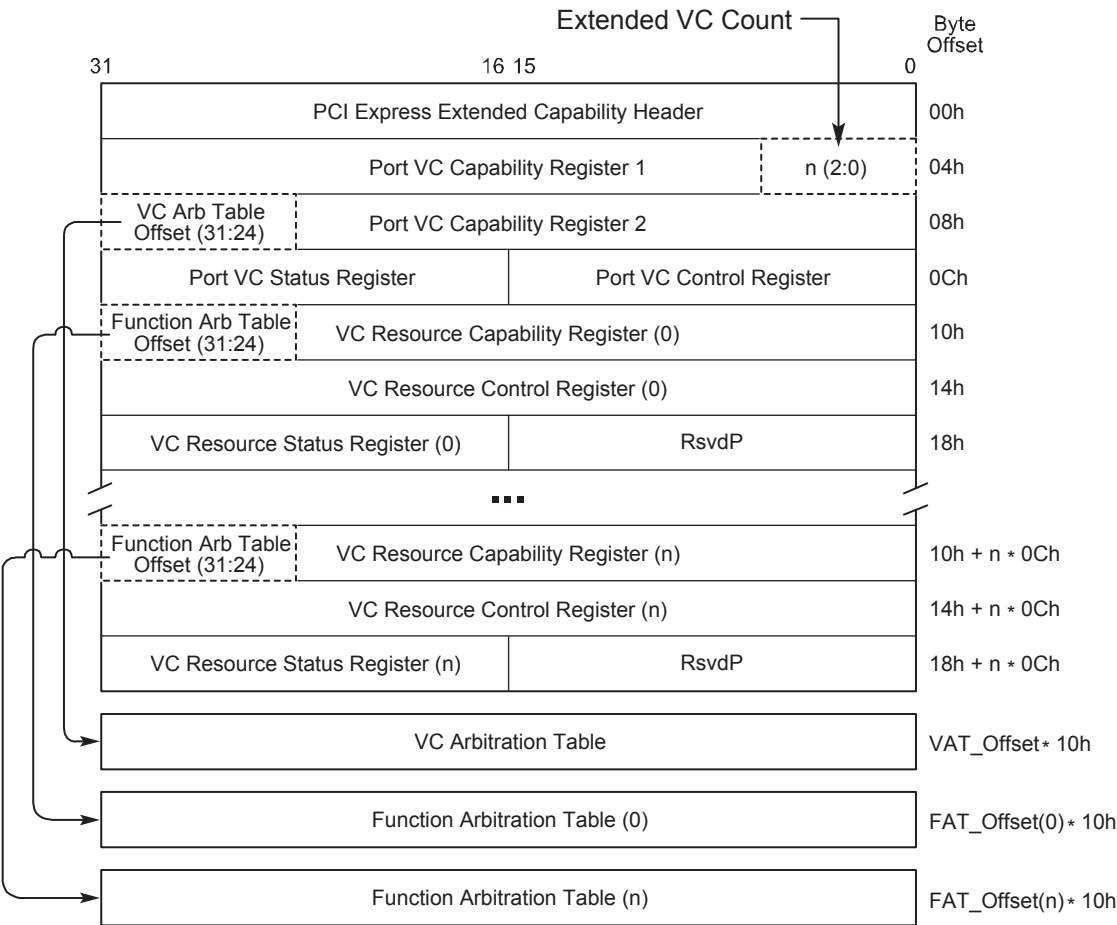 Extended VC Count
Byte
Offset
31 16 15 0
PCI Express Extended Capability Header 00h
Port VC Capability Register 1 n (2:0) 04h
VC Arb Table
Offset (31:24)
Port VC Capability Register 2 08h
Port VC Status Register Port VC Control Register 0Ch
Function Arb Table
Offset (31:24)
VC Resource Capability Register (0) 10h
VC Resource Control Register (0) 14h
VC Resource Status Register (0) RsvdP 18h
...
Function Arb Table
Offset (31:24)
VC Resource Capability Register (n) 10h + n * 0Ch
VC Resource Control Register (n) 14h + n * 0Ch
VC Resource Status Register (n) RsvdP 18h + n * 0Ch
VC Arbitration Table VAT_Offset * 10h
Function Arbitration Table (0) FAT_Offset(0) * 10h
Function Arbitration Table (n) FAT_Offset(n) * 10h